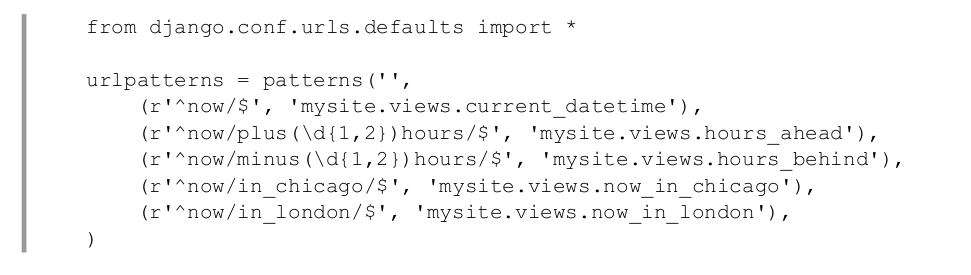 from django.conf.urls.defaults import *

urlpatterns = patterns('',
    (r'^now/$', 'mysite.views.current_datetime'),
    (r'^now/plus(\d{1,2})hours/$', 'mysite.views.hours_ahead'),
    (r'^now/minus(\d{1,2})hours/$', 'mysite.views.hours_behind'),
    (r'^now/in_chicago/$', 'mysite.views.now_in_chicago'),
    (r'^now/in_london/$', 'mysite.views.now_in_london'),
)